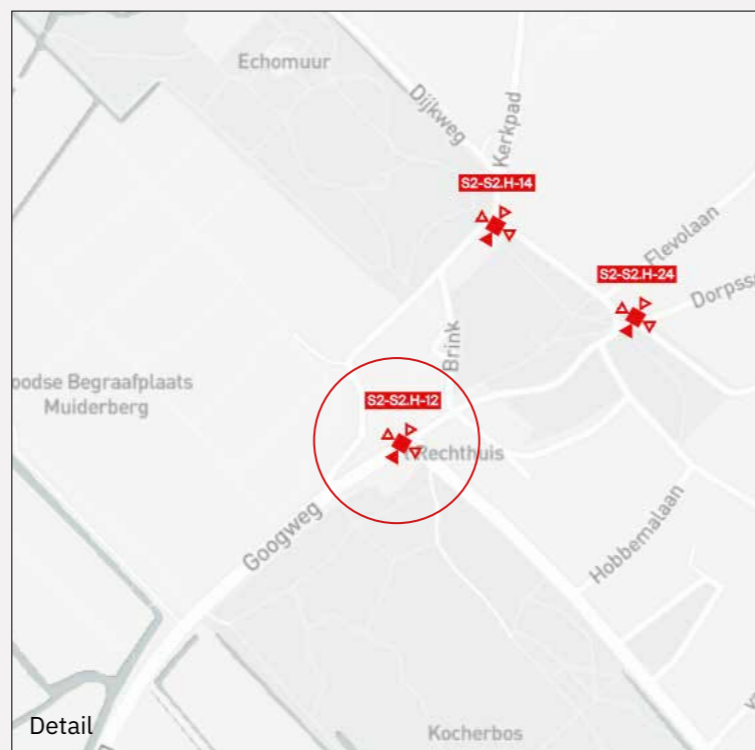 Echomuur
Dijkweg
Kerkpad
S2-S2.H-14
Flevolaan
S2-S2.H-24
Brink
Begraafplaats
Muiderberg
S2-S2.H-12
Rechthuis
Googweg
Hobbemalaan
Detail
Kocherbos